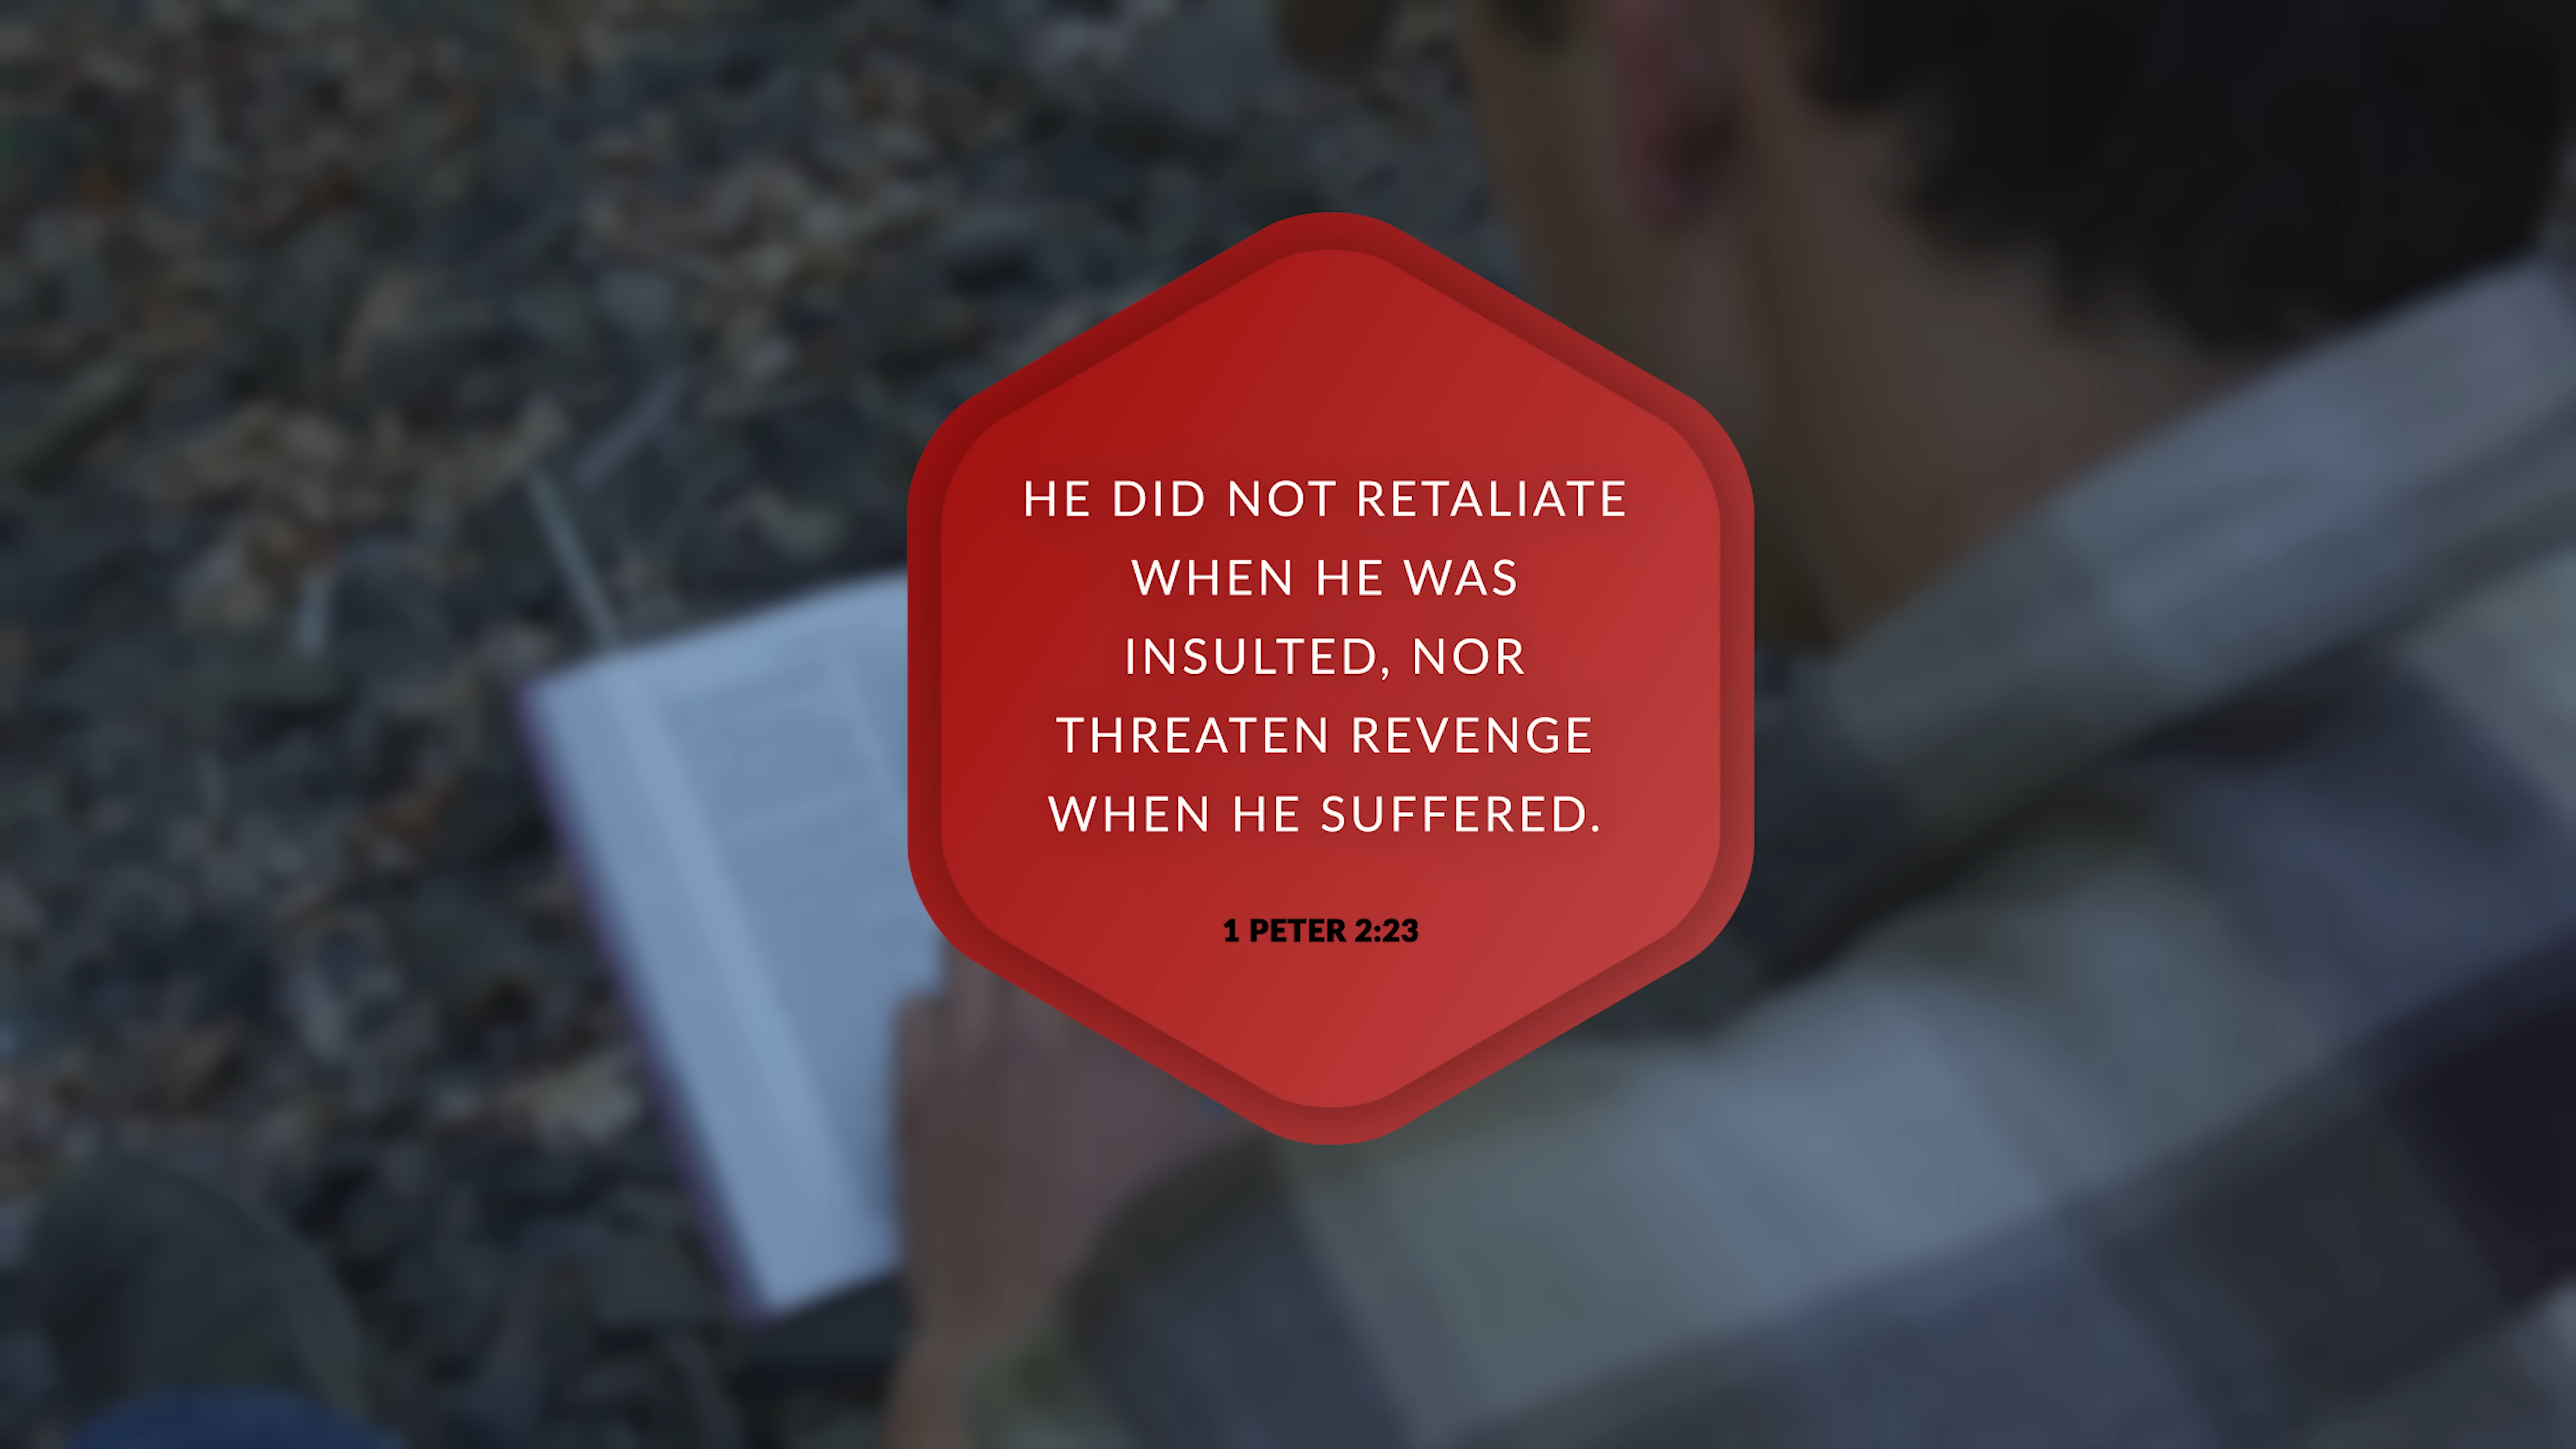 HE DID NOT RETALIATE
WHEN HE WAS
INSULTED, NOR
THREATEN REVENGE
WHEN HE SUFFERED.
1 PETER 2:23